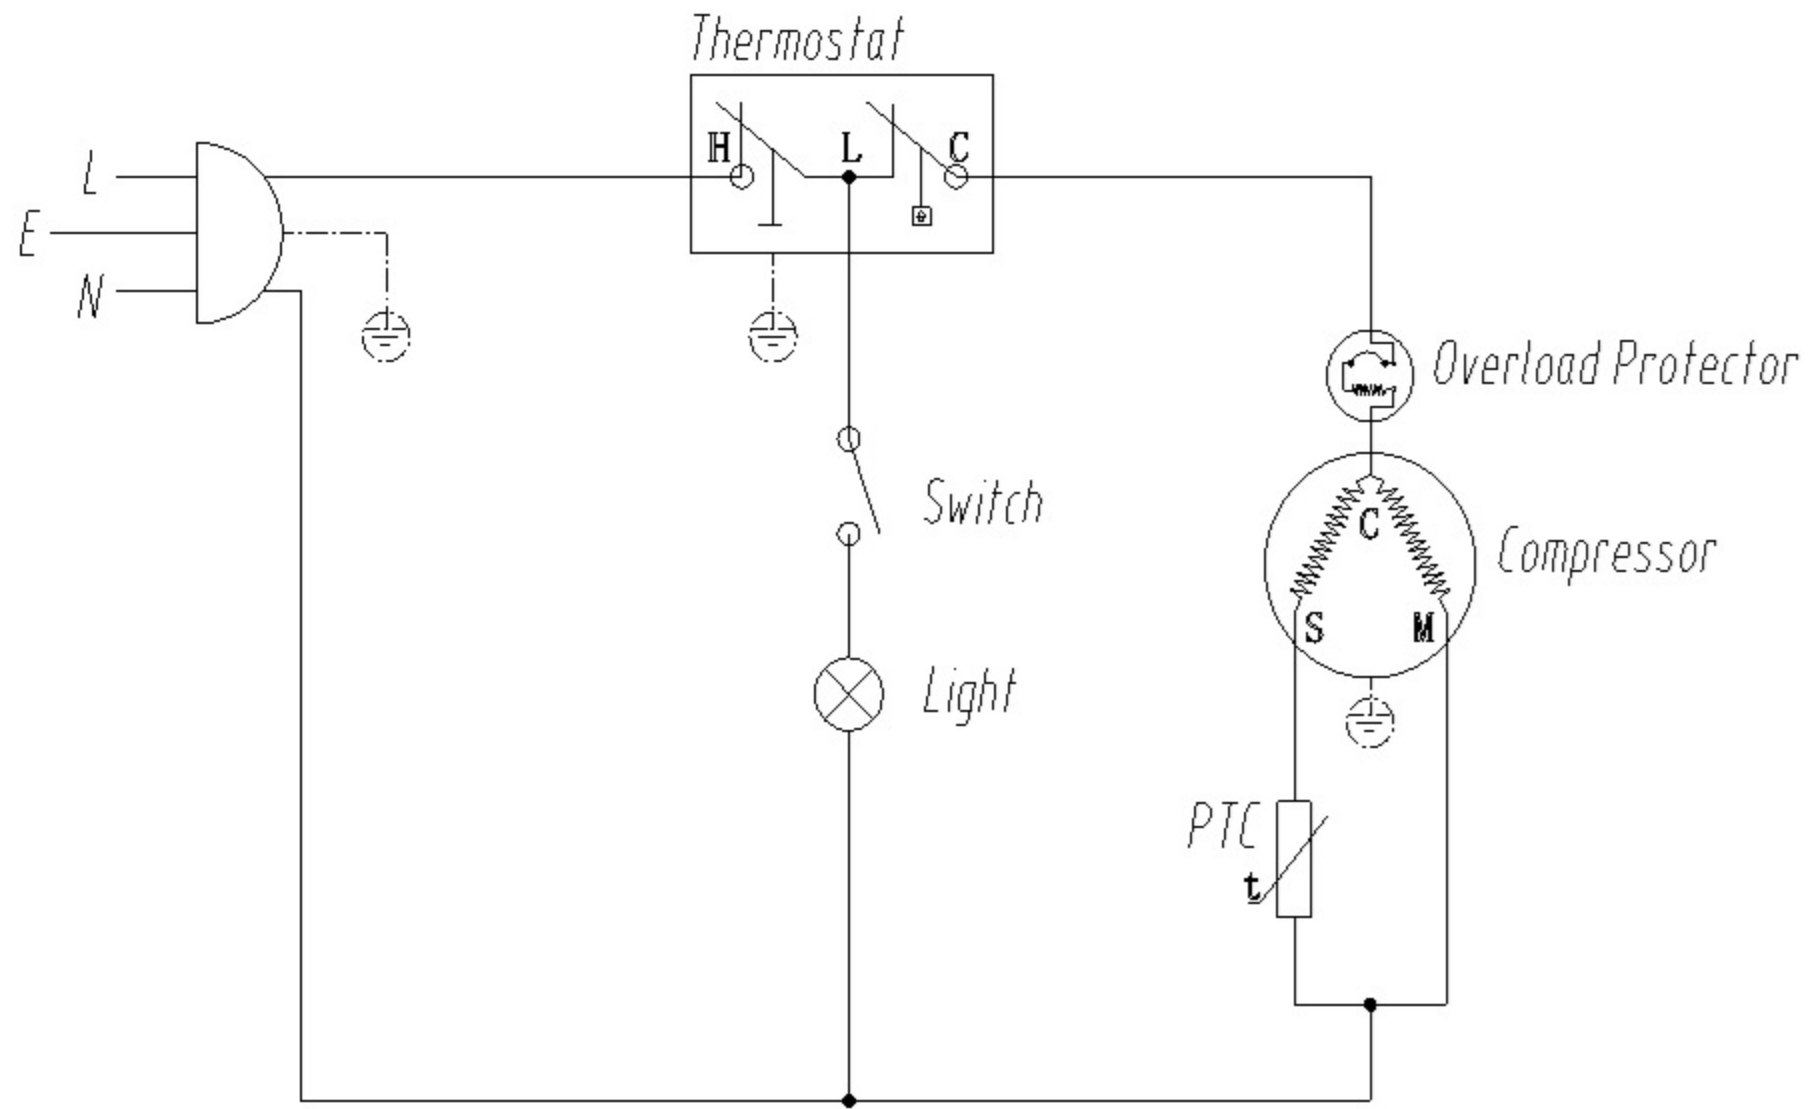 Thermostat
H L C
L
E
N
Overload Protector
Switch
C
Compressor
S M
Light
PTC
t